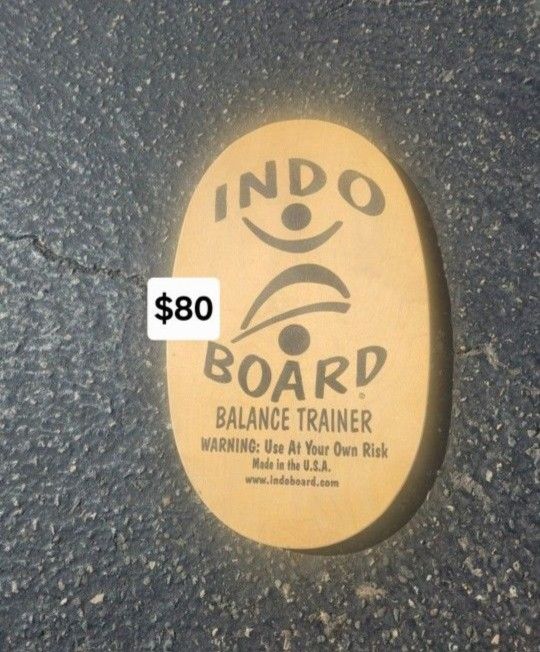 INDO
$80
BOARD®
BALANCE TRAINER
WARNING: Use At Your Own Risk
Made in the U.S.A.
www.indoboard.com